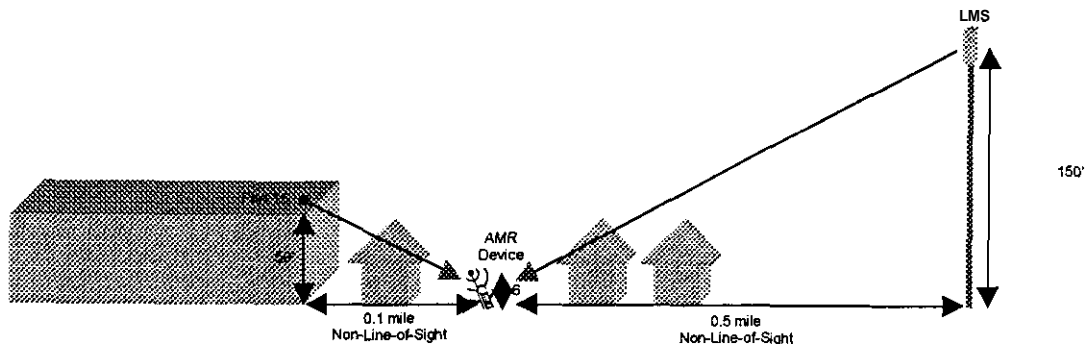 LMS
150'
50'
AMR
Device
6
0.1 mile
Non-Line-of-Sight
0.5 mile
Non-Line-of-Sight